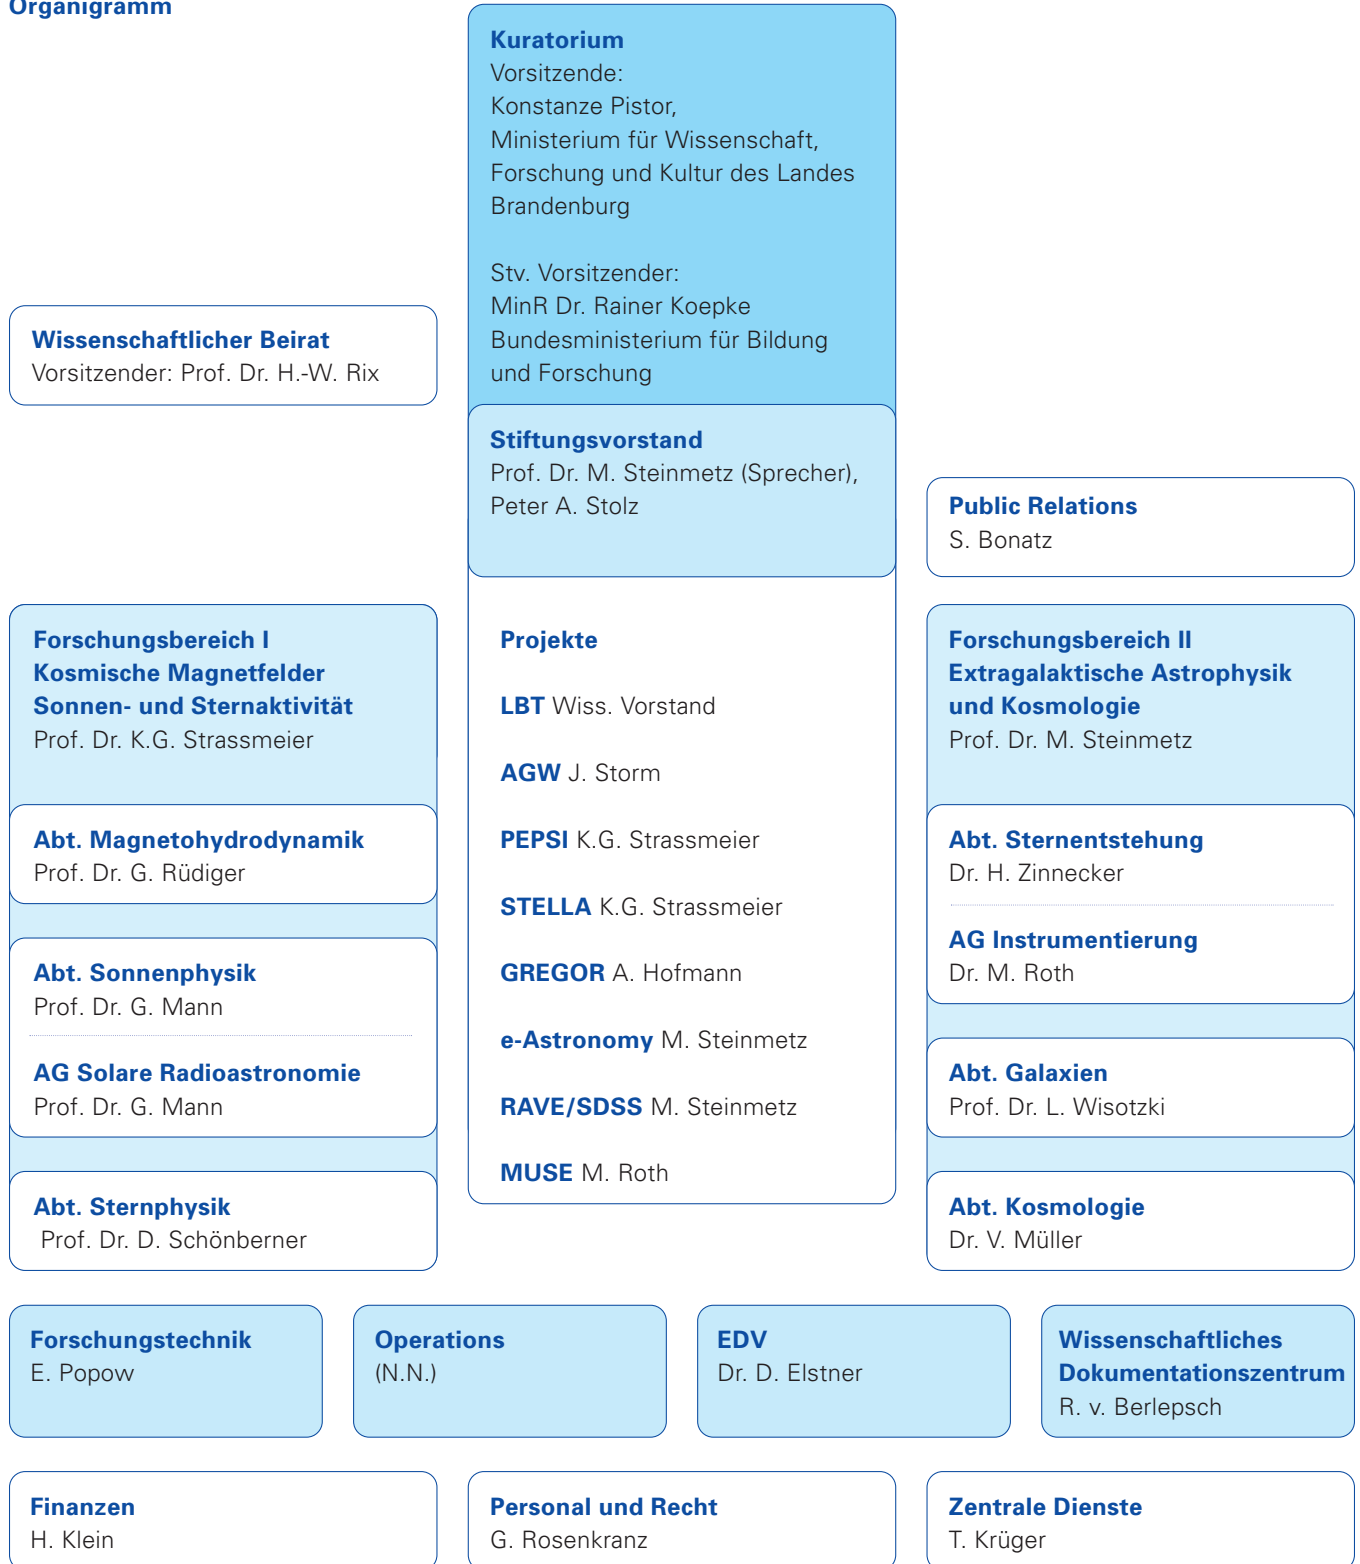 Organigramm
Kuratorium
Vorsitzende:
Konstanze Pistor,
Ministerium für Wissenschaft,
Forschung und Kultur des Landes
Brandenburg
Stv. Vorsitzender:
MinR Dr. Rainer Koepke
Bundesministerium für Bildung
und Forschung
Wissenschaftlicher Beirat
Vorsitzender: Prof. Dr. H.-W. Rix
Stiftungsvorstand
Prof. Dr. M. Steinmetz (Sprecher),
Peter A. Stolz
Public Relations
S. Bonatz
Forschungsbereich I
Kosmische Magnetfelder
Sonnen- und Sternaktivität
Prof. Dr. K.G. Strassmeier
Abt. Magnetohydrodynamik
Prof. Dr. G. Rüdiger
Abt. Sonnenphysik
Prof. Dr. G. Mann
AG Solare Radioastronomie
Prof. Dr. G. Mann
Abt. Sternphysik
Prof. Dr. D. Schönberner
Projekte
LBT Wiss. Vorstand
AGW J. Storm
PEPSI K.G. Strassmeier
STELLA K.G. Strassmeier
GREGOR A. Hofmann
e-Astronomy M. Steinmetz
RAVE/SDSS M. Steinmetz
MUSE M. Roth
Forschungsbereich II
Extragalaktische Astrophysik
und Kosmologie
Prof. Dr. M. Steinmetz
Abt. Sternentstehung
Dr. H. Zinnecker
AG Instrumentierung
Dr. M. Roth
Abt. Galaxien
Prof. Dr. L. Wisotzki
Abt. Kosmologie
Dr. V. Müller
Forschungstechnik
E. Popow
Operations
(N.N.)
EDV
Dr. D. Elstner
Wissenschaftliches
Dokumentationszentrum
R. v. Berlepsch
Finanzen
H. Klein
Personal und Recht
G. Rosenkranz
Zentrale Dienste
T. Krüger